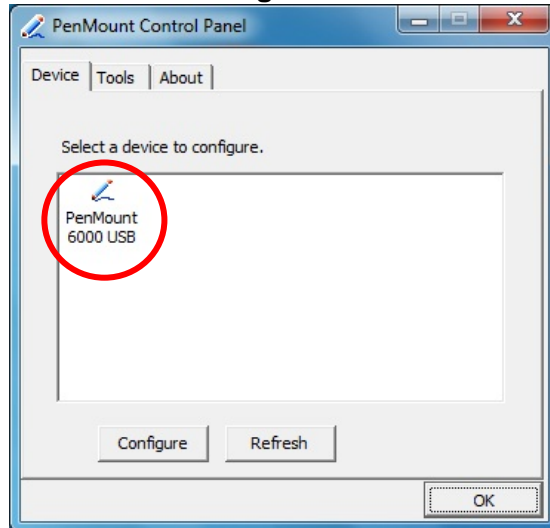 PenMount Control Panel
Device Tools About
Select a device to configure.
PenMount
6000 USB
Configure Refresh
OK